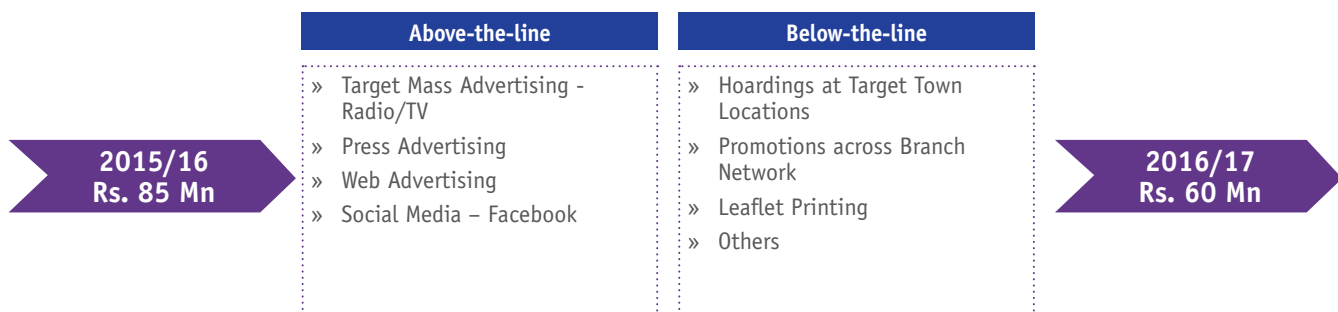 Above-the-line
Below-the-line
2015/16
Rs. 85 Mn
» Target Mass Advertising -
Radio/TV
» Press Advertising
» Web Advertising
» Social Media – Facebook
» Hoardings at Target Town
Locations
» Promotions across Branch
Network
» Leaflet Printing
» Others
2016/17
Rs. 60 Mn